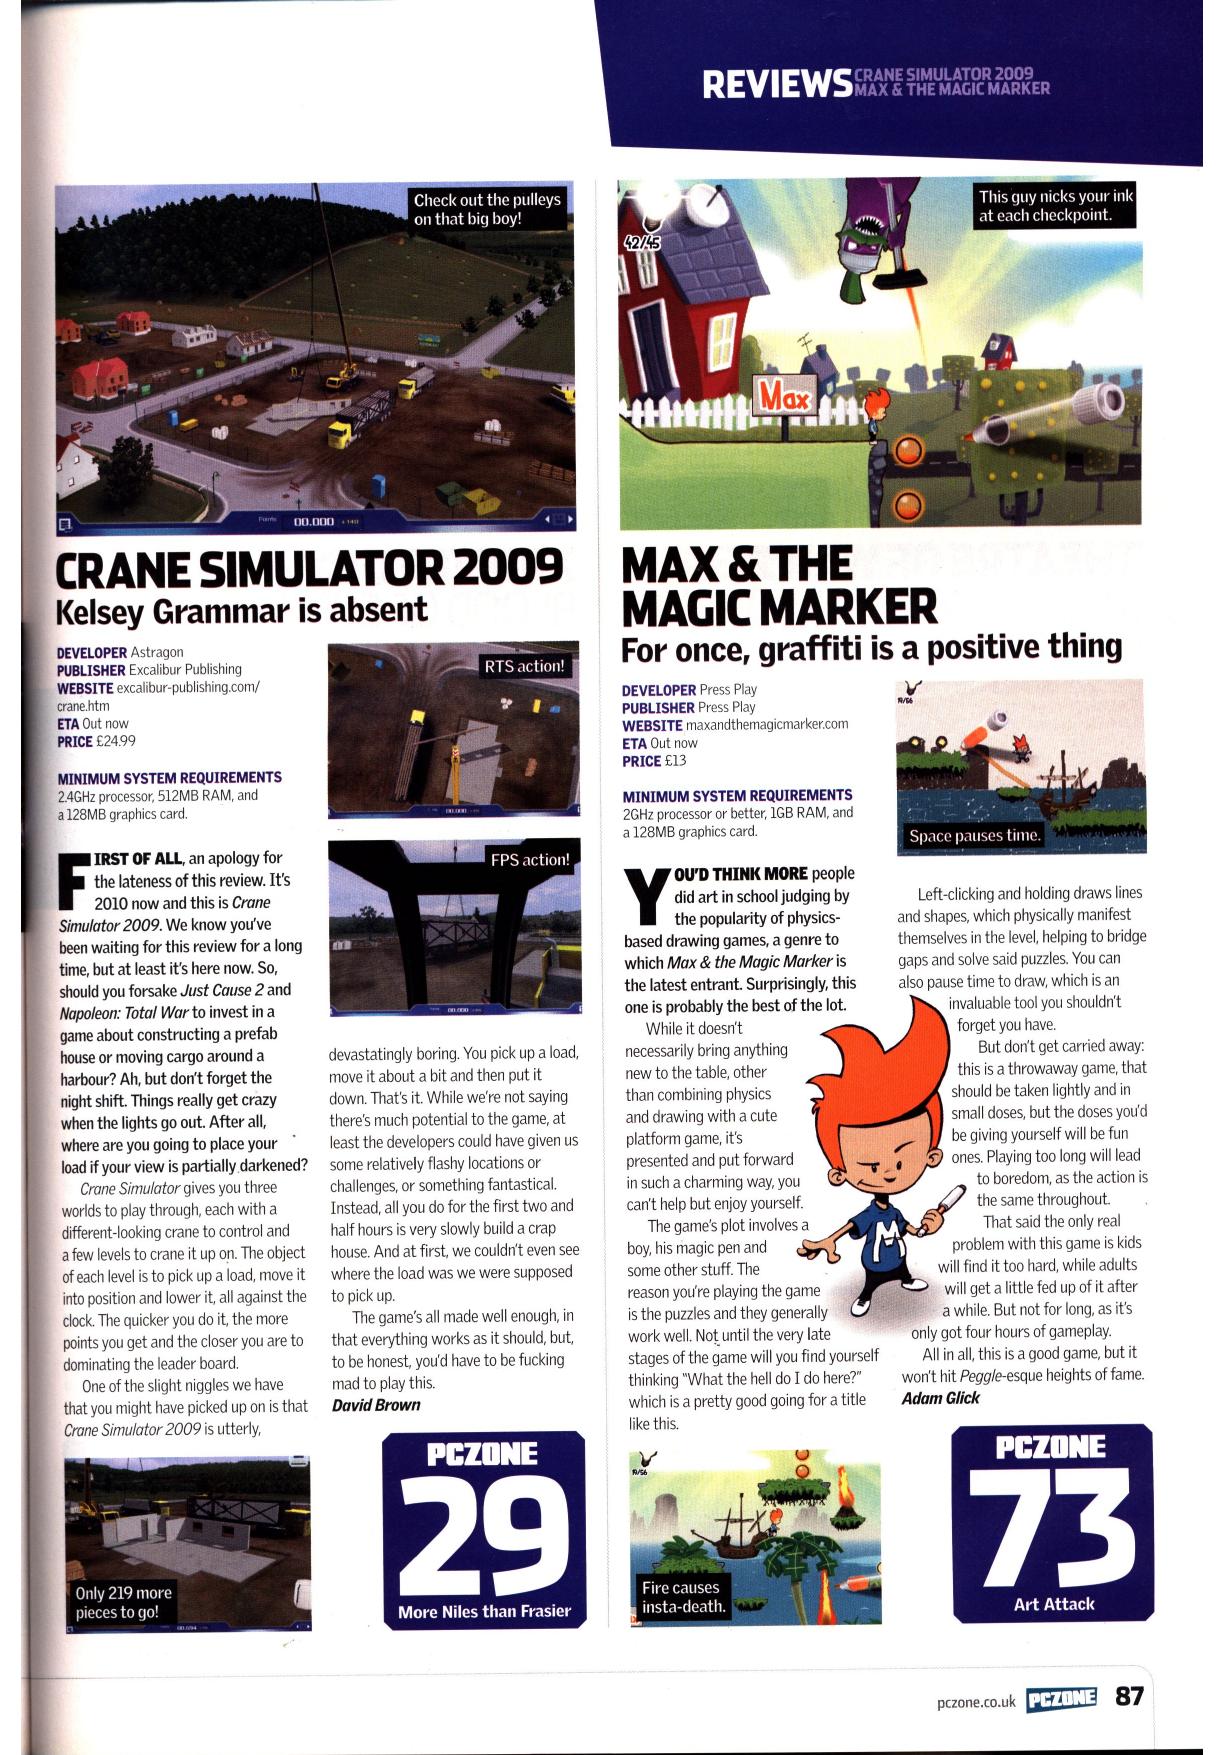 REVIEWS CRANE SIMULATOR 2009
MAX & THE MAGIC MARKER
Check out the pulleys
on that big boy!
Points 00.000 +140
CRANE SIMULATOR 2009
Kelsey Grammar is absent
DEVELOPER Astragon
PUBLISHER Excalibur Publishing
WEBSITE excalibur-publishing.com/
crane.htm
ETA Out now
PRICE £24.99
MINIMUM SYSTEM REQUIREMENTS
2.4GHz processor, 512MB RAM, and
a 128MB graphics card.
RTS action!
00.000
FPS action!
00.000
FIRST OF ALL, an apology for
the lateness of this review. It's
2010 now and this is Crane
Simulator 2009. We know you've
been waiting for this review for a long
time, but at least it's here now. So,
should you forsake Just Cause 2 and
Napoleon: Total War to invest in a
game about constructing a prefab
house or moving cargo around a
harbour? Ah, but don't forget the
night shift. Things really get crazy
when the lights go out. After all,
where are you going to place your
load if your view is partially darkened?
Crane Simulator gives you three
worlds to play through, each with a
different-looking crane to control and
a few levels to crane it up on. The object
of each level is to pick up a load, move it
into position and lower it, all against the
clock. The quicker you do it, the more
points you get and the closer you are to
dominating the leader board.
One of the slight niggles we have
that you might have picked up on is that
Crane Simulator 2009 is utterly,
devastatingly boring. You pick up a load,
move it about a bit and then put it
down. That's it. While we're not saying
there's much potential to the game, at
least the developers could have given us
some relatively flashy locations or
challenges, or something fantastical.
Instead, all you do for the first two and
half hours is very slowly build a crap
house. And at first, we couldn't even see
where the load was we were supposed
to pick up.
The game's all made well enough, in
that everything works as it should, but,
to be honest, you'd have to be fucking
mad to play this.
David Brown
Only 219 more
pieces to go!
PCZONE
29
More Niles than Frasier
42/45
This guy nicks your ink
at each checkpoint.
Max
MAX & THE
MAGIC MARKER
For once, graffiti is a positive thing
DEVELOPER Press Play
PUBLISHER Press Play
WEBSITE maxandthemagicmarker.com
ETA Out now
PRICE £13
MINIMUM SYSTEM REQUIREMENTS
2GHz processor or better, 1GB RAM, and
a 128MB graphics card.
19/56
Space pauses time.
YOU'D THINK MORE people
did art in school judging by
the popularity of physics-
based drawing games, a genre to
which Max & the Magic Marker is
the latest entrant. Surprisingly, this
one is probably the best of the lot.
While it doesn't
necessarily bring anything
new to the table, other
than combining physics
and drawing with a cute
platform game, it's
presented and put forward
in such a charming way, you
can't help but enjoy yourself.
The game's plot involves a
boy, his magic pen and
some other stuff. The
reason you're playing the game
is the puzzles and they generally
work well. Not until the very late
stages of the game will you find yourself
thinking "What the hell do I do here?"
which is a pretty good going for a title
like this.
Left-clicking and holding draws lines
and shapes, which physically manifest
themselves in the level, helping to bridge
gaps and solve said puzzles. You can
also pause time to draw, which is an
invaluable tool you shouldn't
forget you have.
But don't get carried away:
this is a throwaway game, that
should be taken lightly and in
small doses, but the doses you'd
be giving yourself will be fun
ones. Playing too long will lead
to boredom, as the action is
the same throughout.
That said the only real
problem with this game is kids
will find it too hard, while adults
will get a little fed up of it after
a while. But not for long, as it's
only got four hours of gameplay.
All in all, this is a good game, but it
won't hit Peggle-esque heights of fame.
Adam Glick
M
19/56
Fire causes
insta-death.
PCZONE
73
Art Attack
pczone.co.uk PCZONE 87